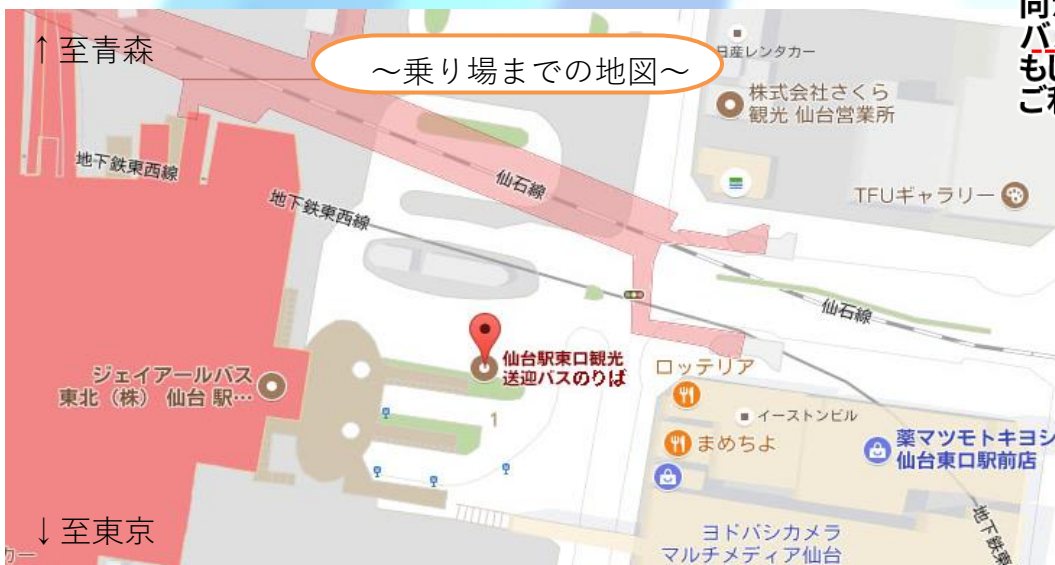 ↑至青森
～乗り場までの地図～
日産レンタカー
株式会社さくら
観光 仙台営業所
地下鉄東西線
仙石線
TFUギャラリー
地下鉄東西線
仙石線
仙台駅東口観光
送迎バスのりば
ロッテリア
ジェイアールバス
東北（株） 仙台 駅…
1
イーストンビル
まめちよ
薬マツモトキヨシ
仙台東口駅前店
↓至東京
ヨドバシカメラ
マルチメディア仙台
地下鉄東
カー